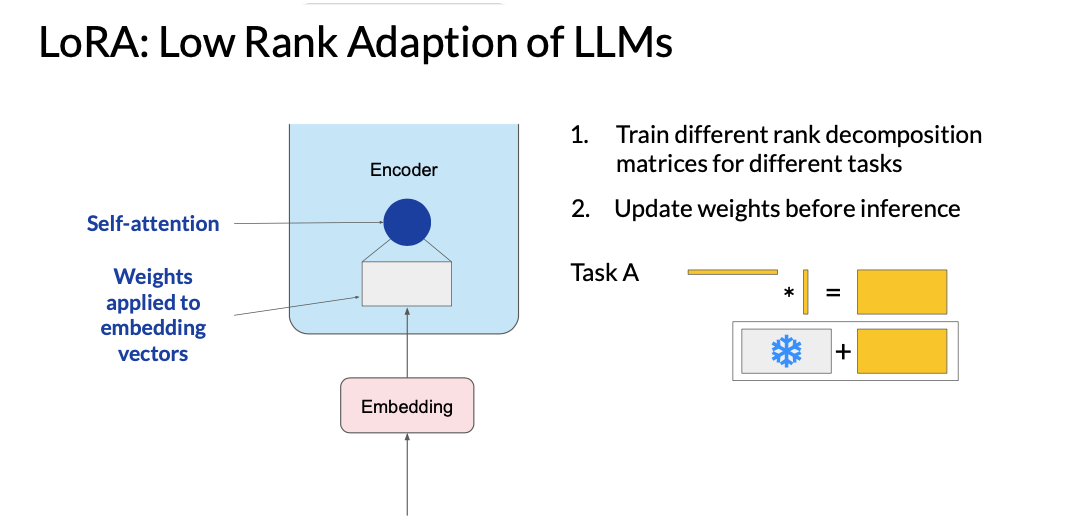 LoRA: Low Rank Adaption of LLMs
Encoder
Self-attention
Weights
applied to
embedding
vectors
Embedding
1. Train different rank decomposition
matrices for different tasks
2. Update weights before inference
Task A
* =
+